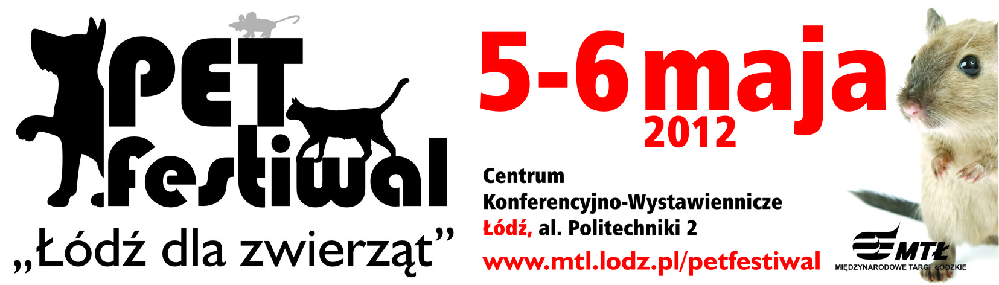 PET
festiwal
„Łódź dla zwierząt”
5-6 maja
2012
Centrum
Konferencyjno-Wystawiennicze
Łódź, al. Politechniki 2
www.mtl.lodz.pl/petfestiwal
MTŁ
MIĘDZYNARODOWE TARGI ŁÓDZKIE